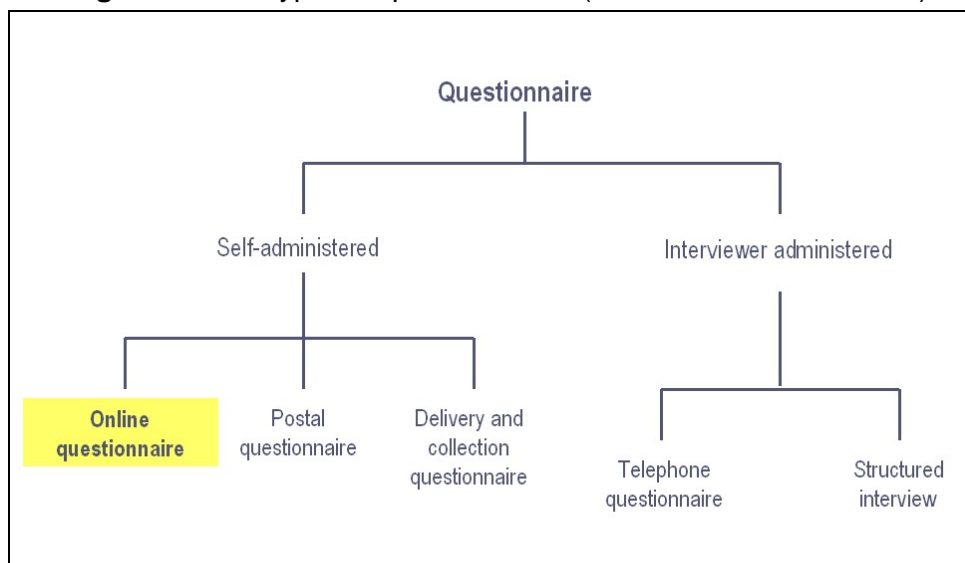 Questionnaire
Self-administered
Interviewer administered
Online
questionnaire
Postal
questionnaire
Delivery and
collection
questionnaire
Telephone
questionnaire
Structured
interview